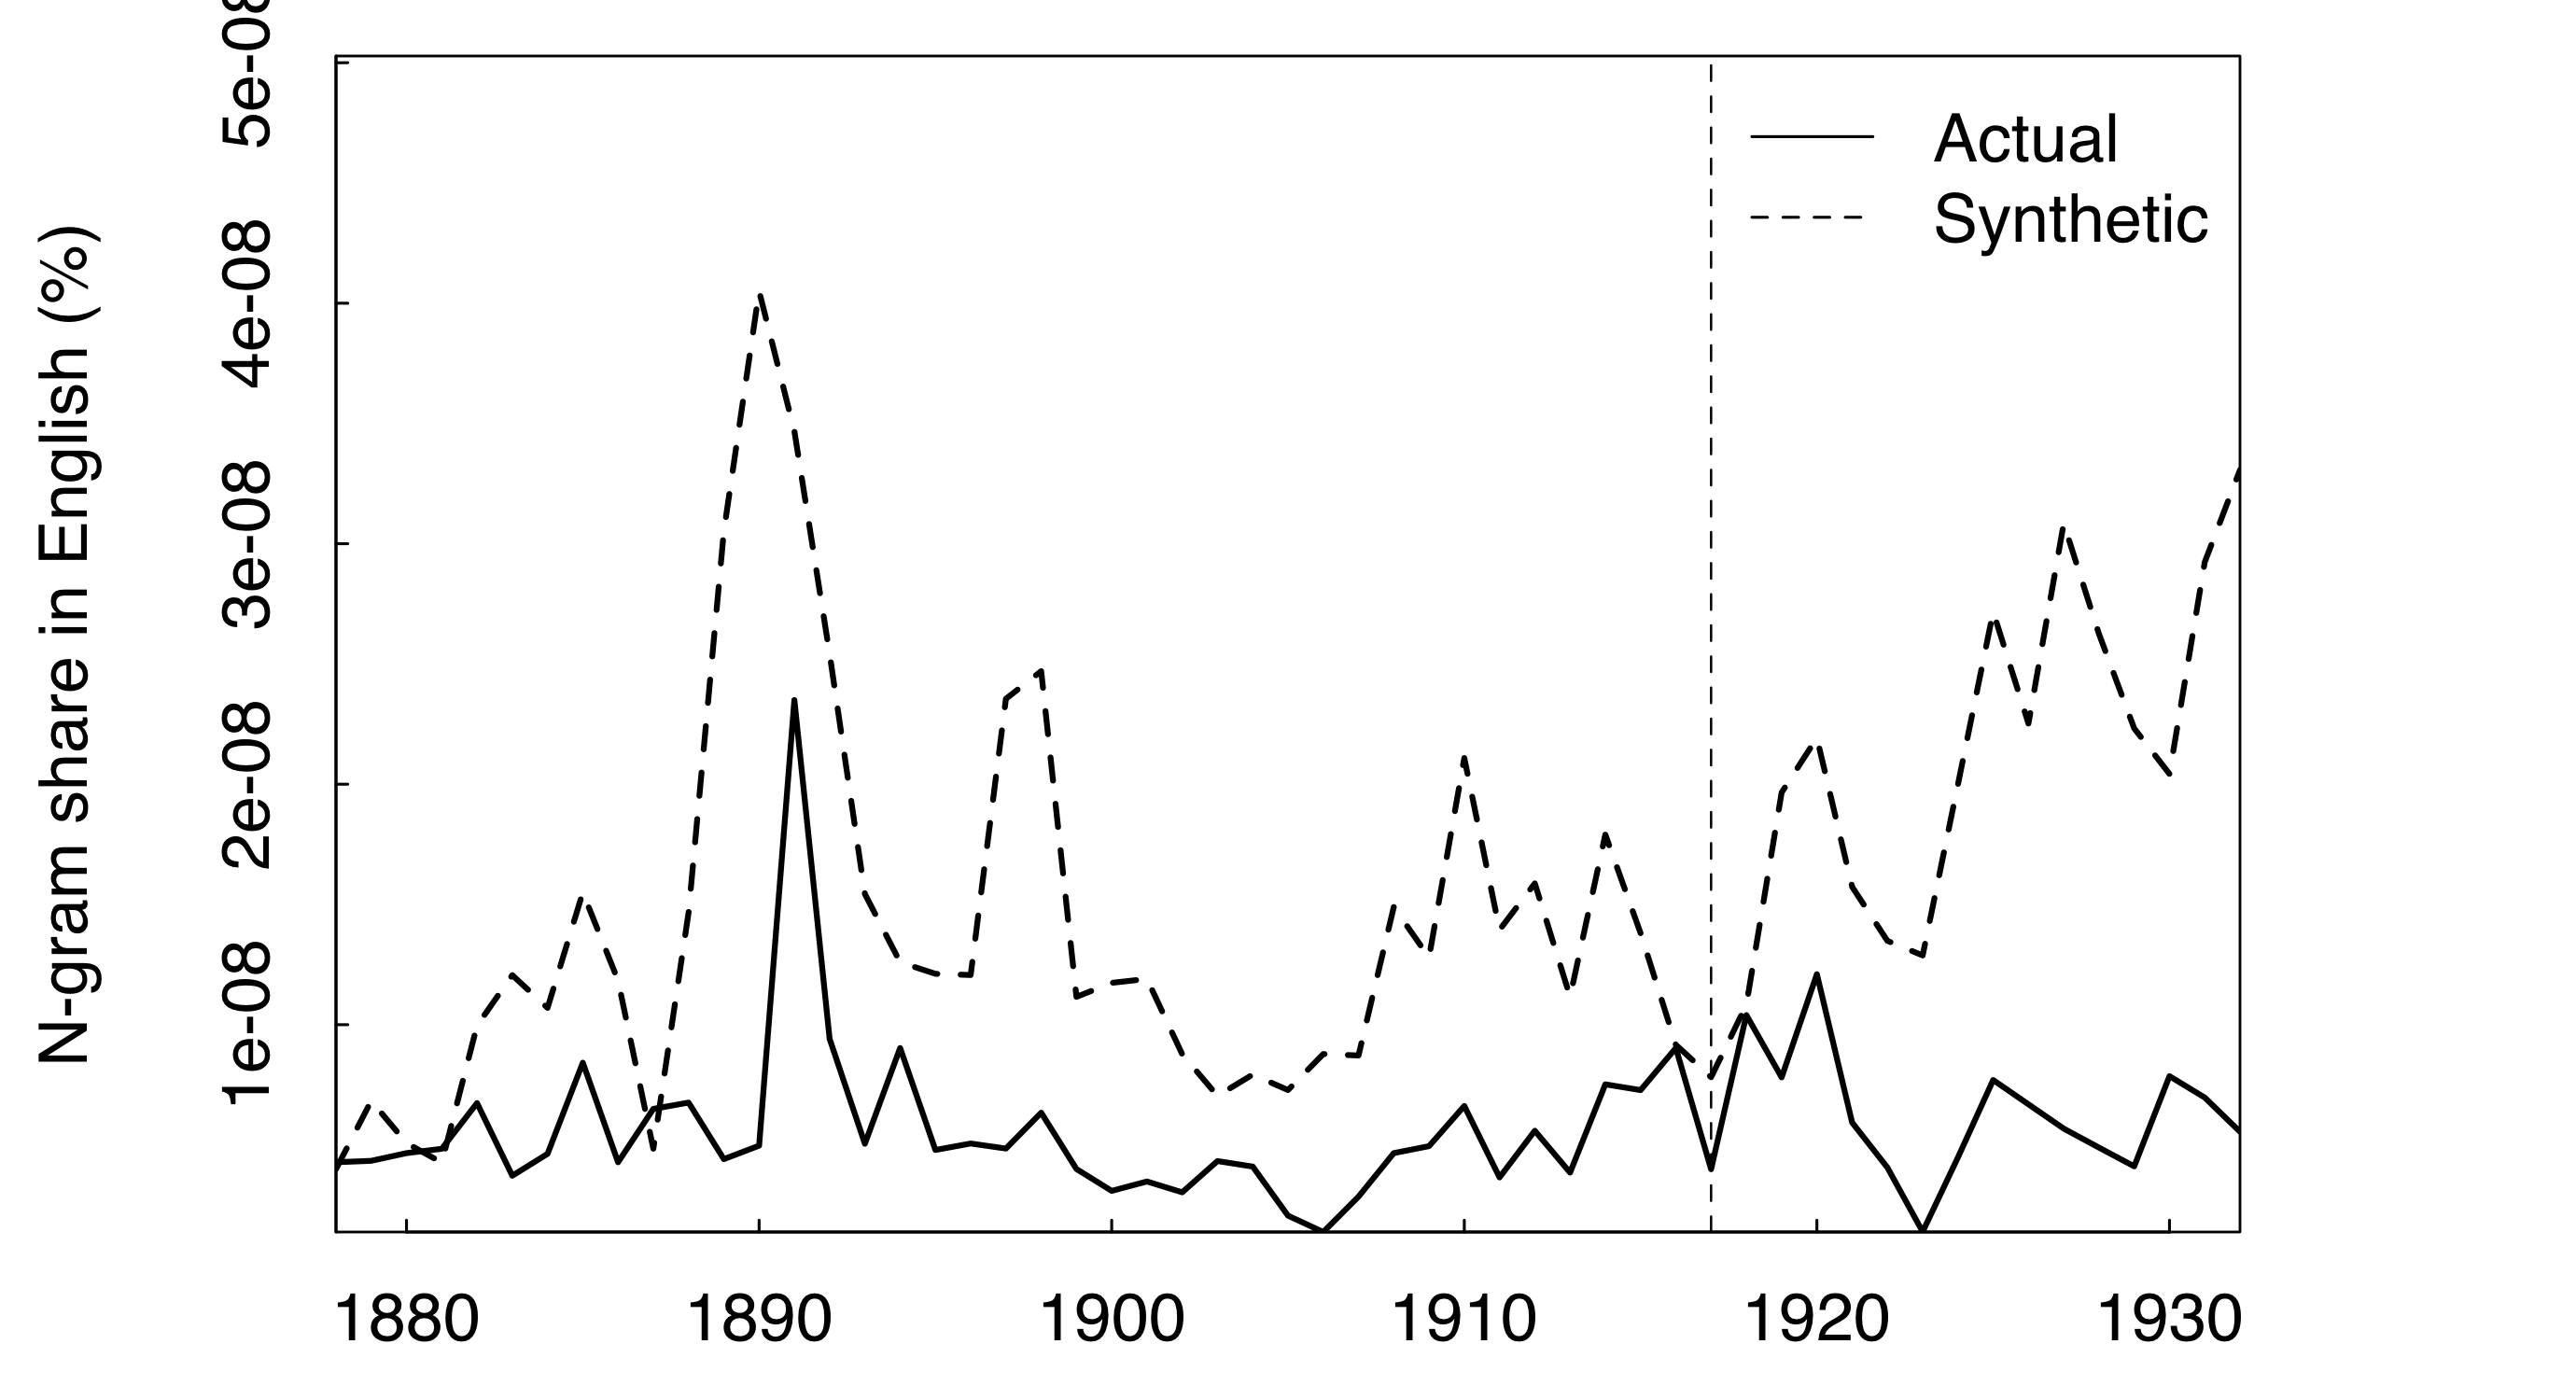 N-gram share in English (%)
5e-08
4e-08
3e-08
2e-08
1e-08
Actual
Synthetic
1880 1890 1900 1910 1920 1930